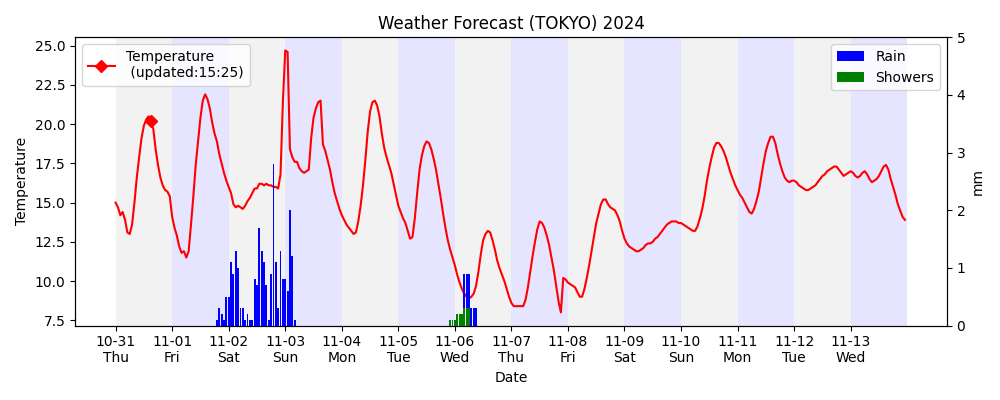 Weather Forecast (TOKYO) 2024
Temperature
(updated:15:25)
Rain
Showers
Temperature
25.0
22.5
20.0
17.5
15.0
12.5
10.0
7.5
5
4
3
2
1
0
mm
10-31 11-01 11-02 11-03 11-04 11-05 11-06 11-07 11-08 11-09 11-10 11-11 11-12 11-13
Thu Fri Sat Sun Mon Tue Wed Thu Fri Sat Sun Mon Tue Wed
Date